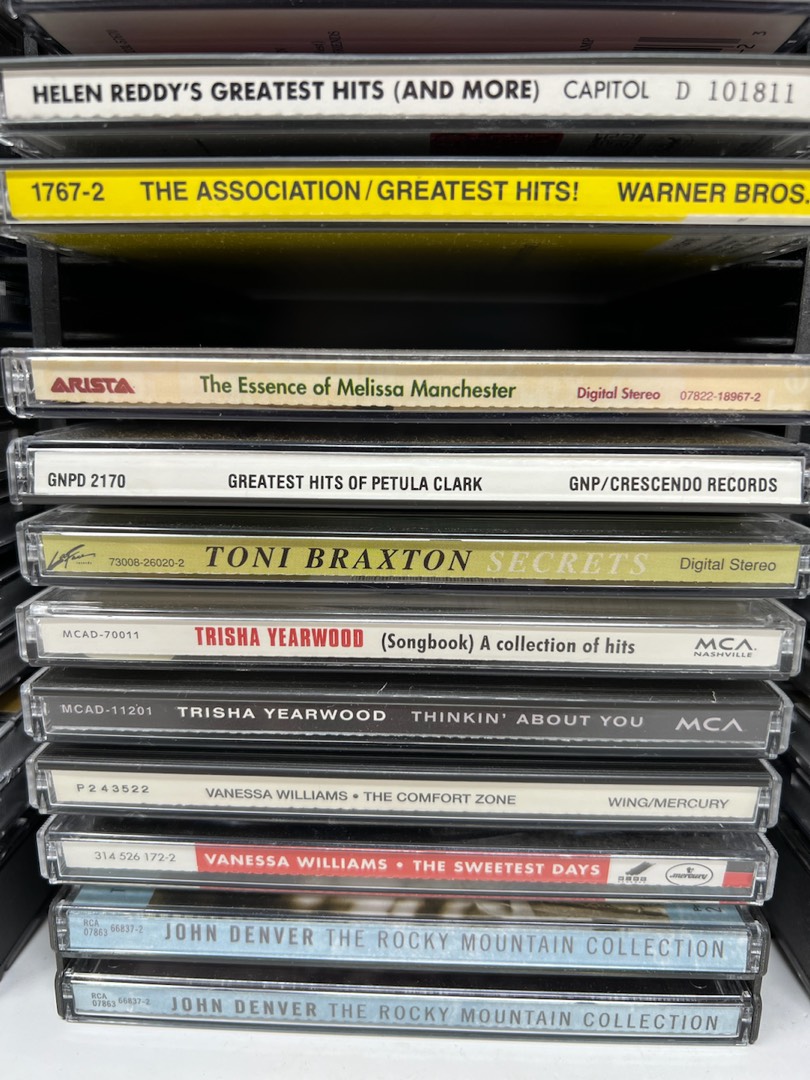 HELEN REDDY'S GREATEST HITS (AND MORE) CAPITOL D 101811
1767-2 THE ASSOCIATION/GREATEST HITS! WARNER BROS.
ARISTA The Essence of Melissa Manchester Digital Stereo 07822-18967-2
GNPD 2170 GREATEST HITS OF PETULA CLARK GNP/CRESCENDO RECORDS
LaFace 73008-26020-2 TONI BRAXTON SECRETS Digital Stereo
MCAD-70011 TRISHA YEARWOOD (Songbook) A collection of hits MCA NASHVILLE
MCAD-11201 TRISHA YEARWOOD THINKIN' ABOUT YOU MCA
P2 43522 VANESSA WILLIAMS • THE COMFORT ZONE WING/MERCURY
314 526 172-2 VANESSA WILLIAMS • THE SWEETEST DAYS mercury
RCA
07863 66837-2 JOHN DENVER THE ROCKY MOUNTAIN COLLECTION
RCA
07863 66837-2 JOHN DENVER THE ROCKY MOUNTAIN COLLECTION